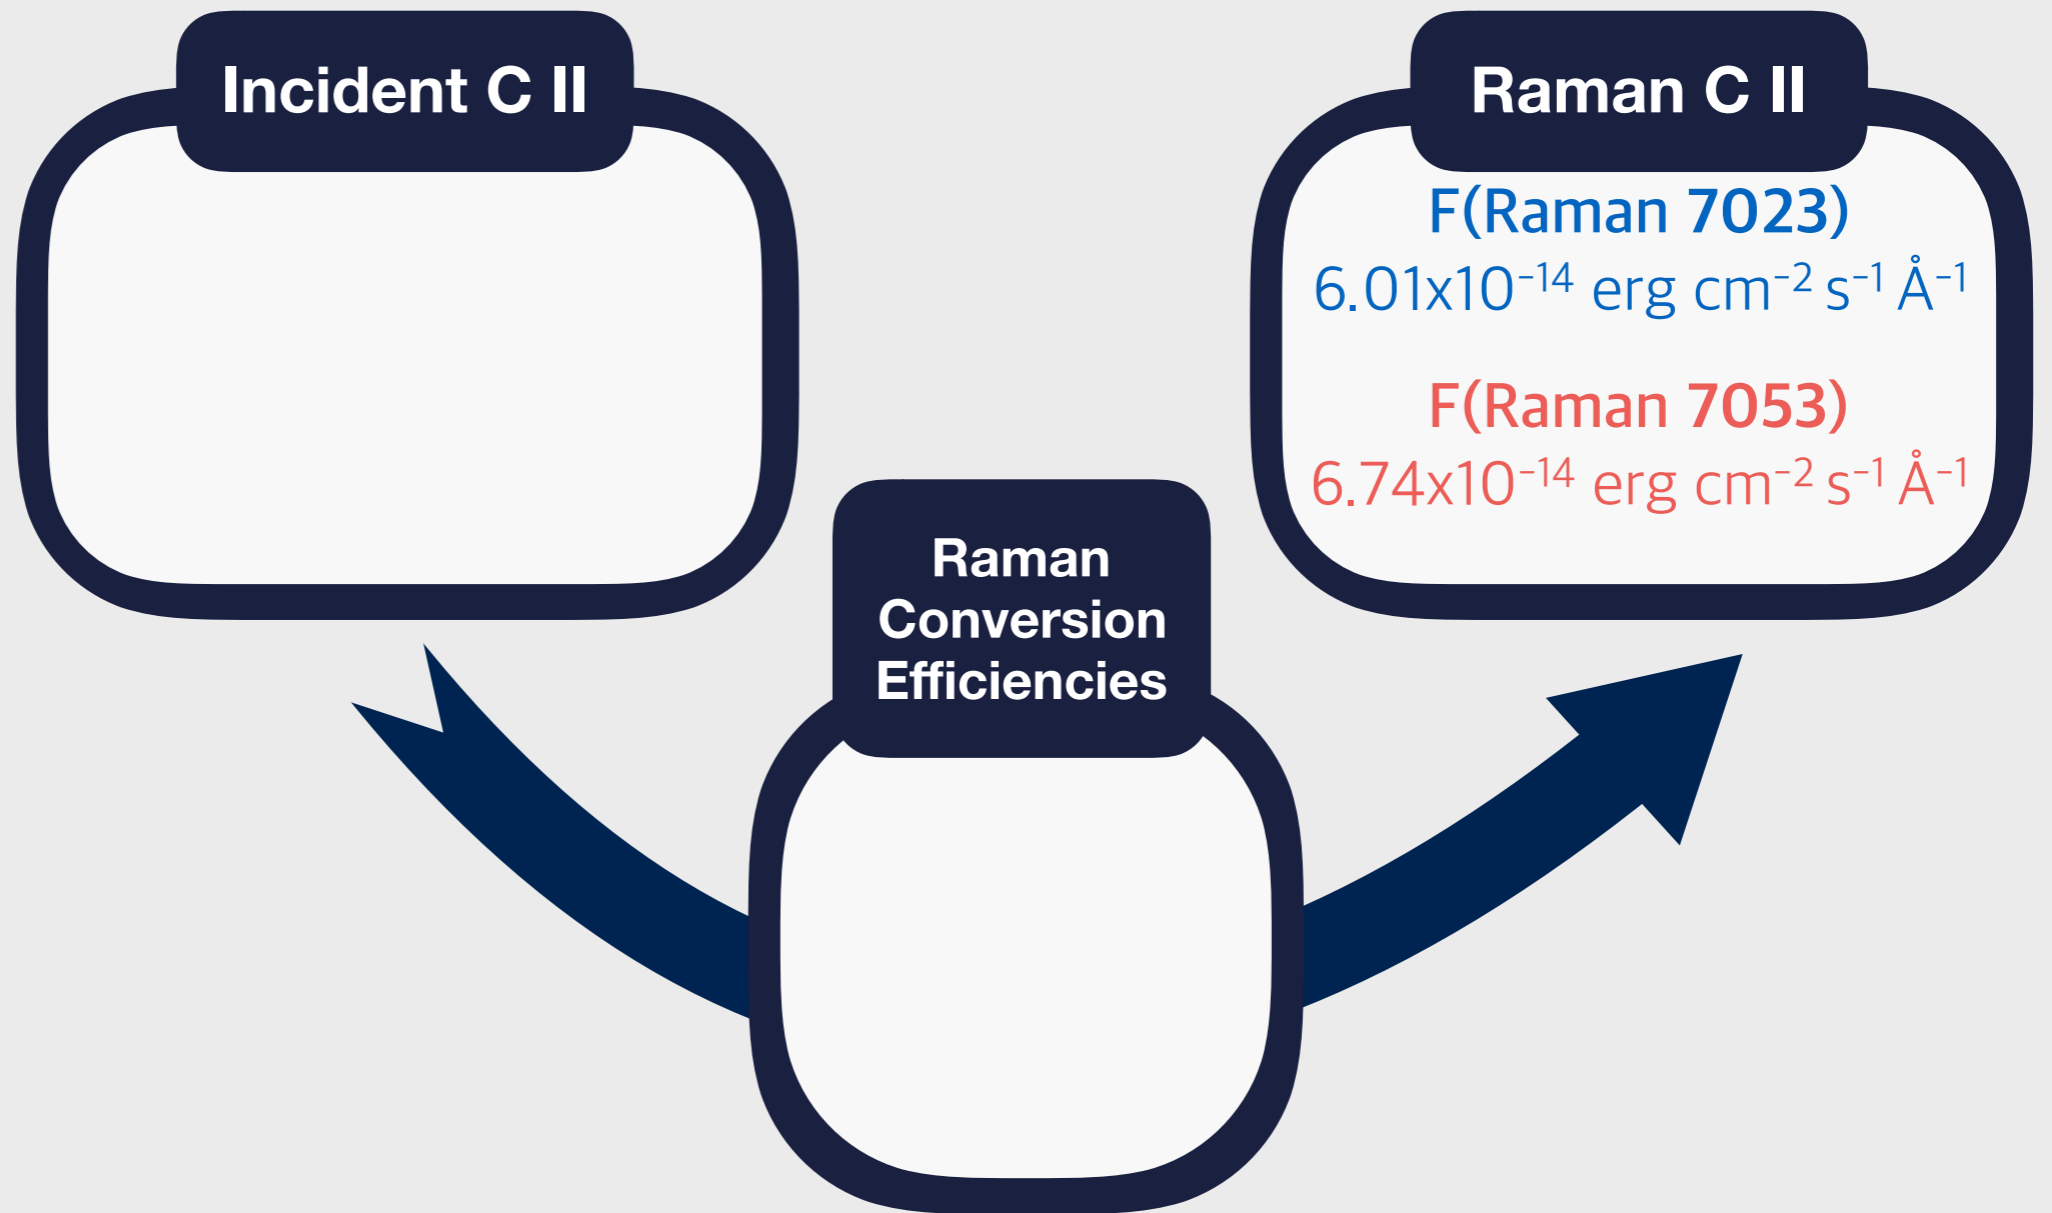 Incident C II
Raman C II
F(Raman 7023)
6.01x10⁻¹⁴ erg cm⁻² s⁻¹ Å⁻¹
F(Raman 7053)
6.74x10⁻¹⁴ erg cm⁻² s⁻¹ Å⁻¹
Raman
Conversion
Efficiencies